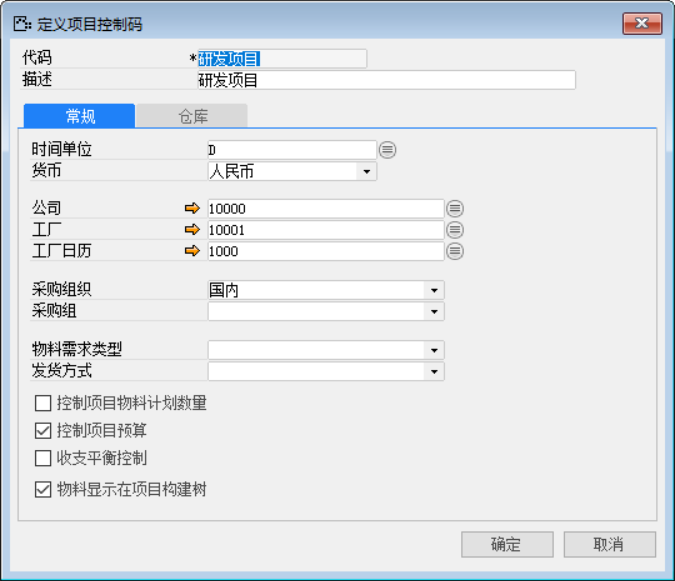 定义项目控制码
代码 *研发项目
描述 研发项目
常规 仓库
时间单位 D
货币 人民币
公司 10000
工厂 10001
工厂日历 1000
采购组织 国内
采购组
物料需求类型
发货方式
控制项目物料计划数量
控制项目预算
收支平衡控制
物料显示在项目构建树
确定 取消